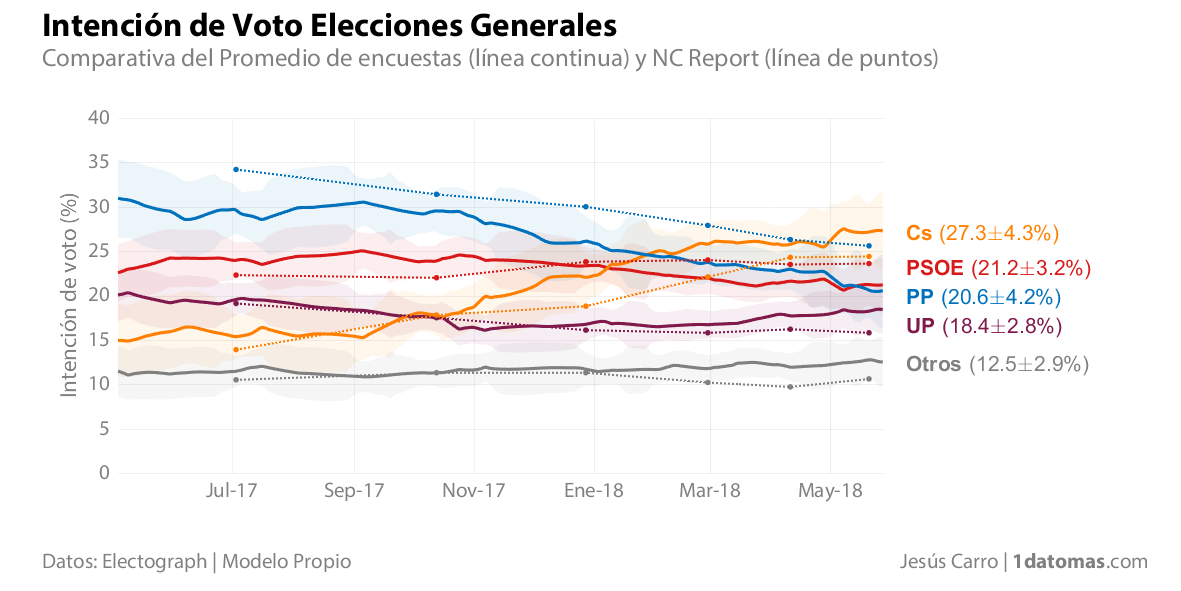 Intención de Voto Elecciones Generales
Comparativa del Promedio de encuestas (línea continua) y NC Report (línea de puntos)
Intención de voto (%)
40
35
30
25
20
15
10
5
0
Jul-17 Sep-17 Nov-17 Ene-18 Mar-18 May-18
Cs (27.3±4.3%)
PSOE (21.2±3.2%)
PP (20.6±4.2%)
UP (18.4±2.8%)
Otros (12.5±2.9%)
Datos: Electograph | Modelo Propio
Jesús Carro | 1datomas.com